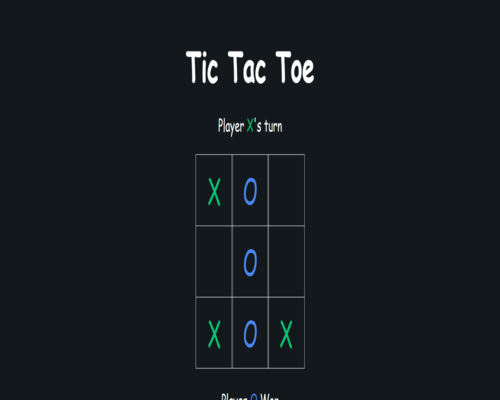 Tic Tac Toe
Player X's turn
X O
O
X O X
Player O Won